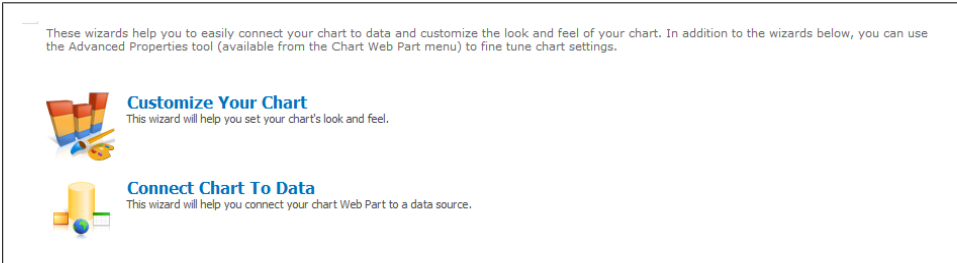 These wizards help you to easily connect your chart to data and customize the look and feel of your chart. In addition to the wizards below, you can use
the Advanced Properties tool (available from the Chart Web Part menu) to fine tune chart settings.
Customize Your Chart
This wizard will help you set your chart's look and feel.
Connect Chart To Data
This wizard will help you connect your chart Web Part to a data source.